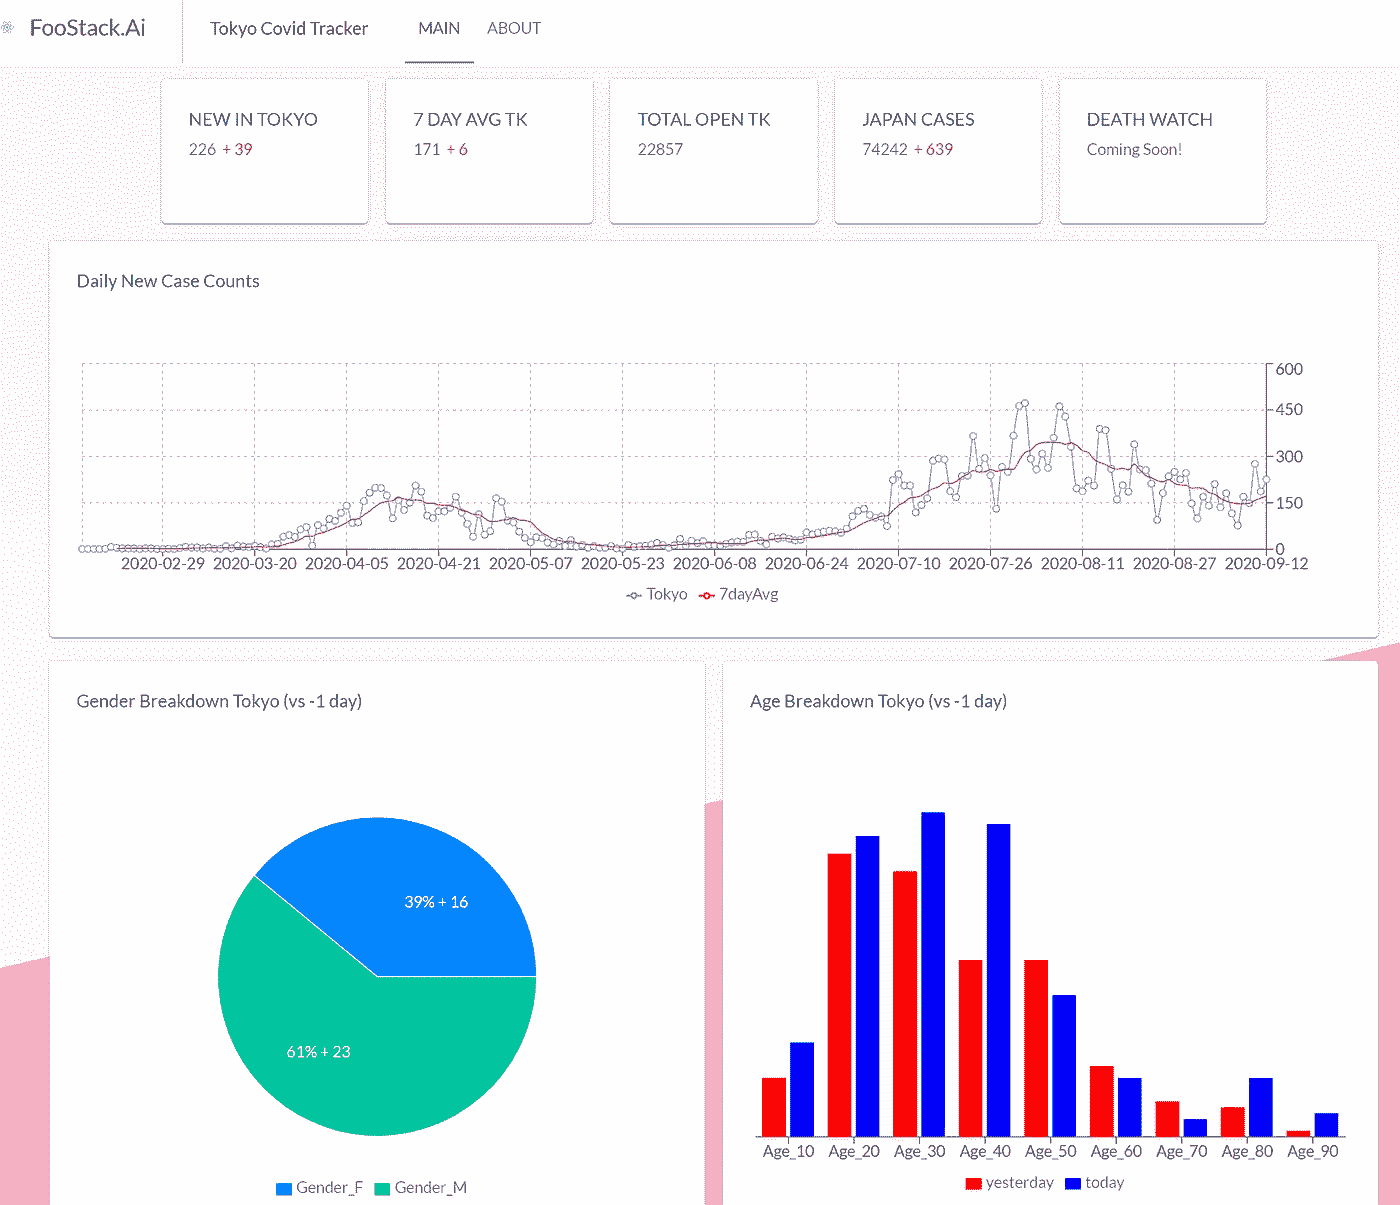 FooStack.Ai
Tokyo Covid Tracker
MAIN
ABOUT
NEW IN TOKYO
226 + 39
7 DAY AVG TK
171 + 6
TOTAL OPEN TK
22857
JAPAN CASES
74242 + 639
DEATH WATCH
Coming Soon!
Daily New Case Counts
600
450
300
150
0
2020-02-29 2020-03-20 2020-04-05 2020-04-21 2020-05-07 2020-05-23 2020-06-08 2020-06-24 2020-07-10 2020-07-26 2020-08-11 2020-08-27 2020-09-12
Tokyo 7dayAvg
Gender Breakdown Tokyo (vs -1 day)
39% + 16
61% + 23
Gender_F Gender_M
Age Breakdown Tokyo (vs -1 day)
Age_10 Age_20 Age_30 Age_40 Age_50 Age_60 Age_70 Age_80 Age_90
yesterday today